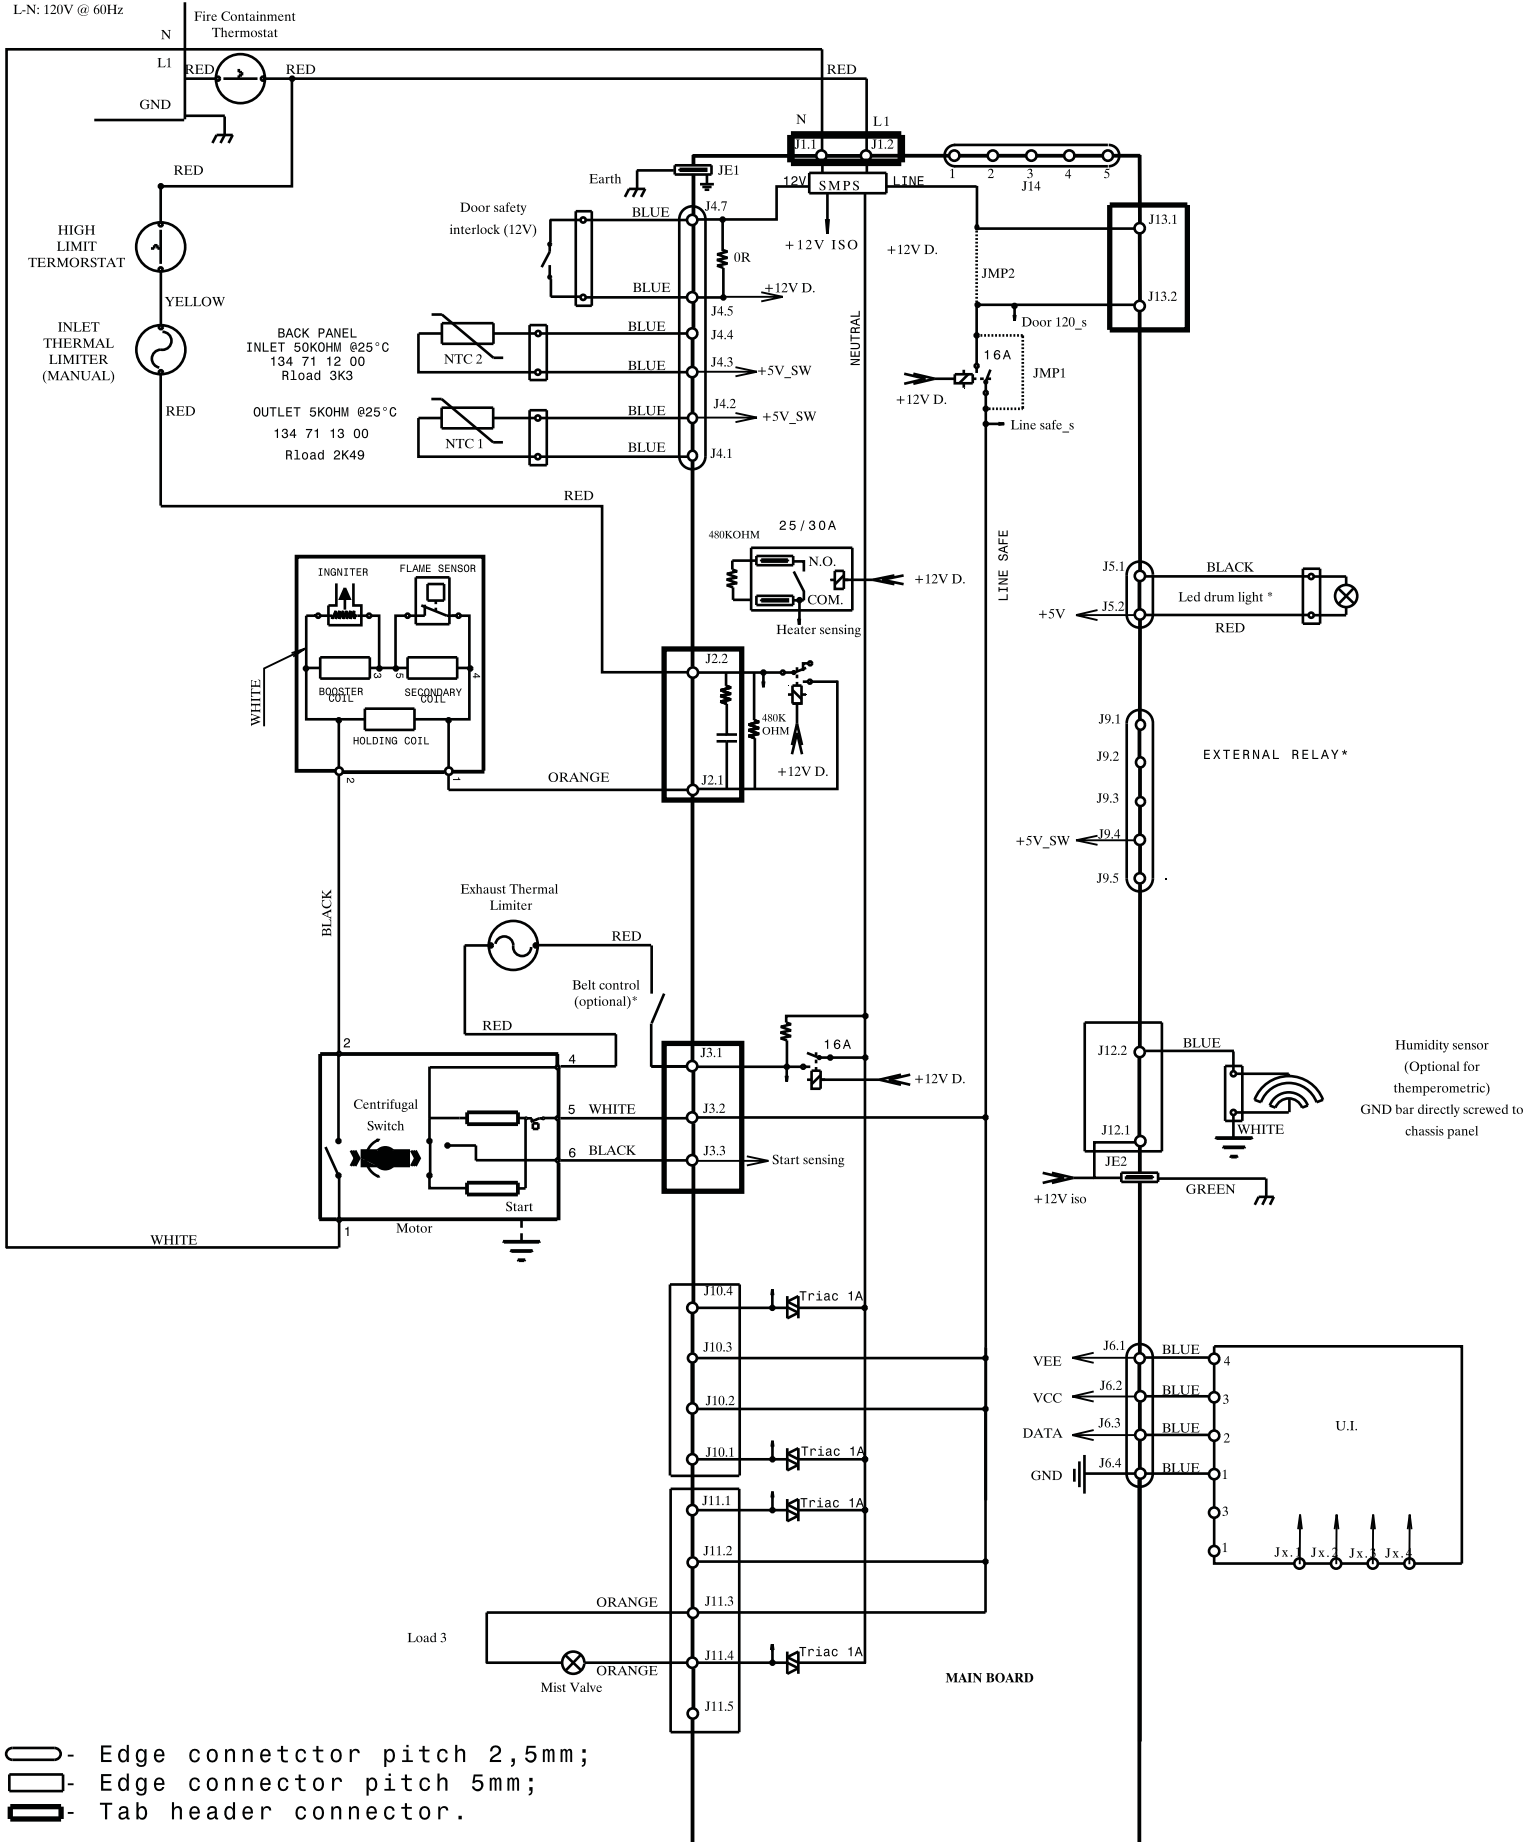 L-N: 120V @ 60Hz
Fire Containment
Thermostat
N
L1
RED
RED
RED
GND
N
L1
J1.1
J1.2
RED
Earth
JE1
12V
SMPS
LINE
1
2
3
4
5
J14
Door safety
interlock (12V)
BLUE
J4.7
+12V ISO
+12V D.
J13.1
HIGH
LIMIT
TERMORSTAT
0R
JMP2
YELLOW
BLUE
+12V D.
J13.2
J4.5
Door 120_s
INLET
THERMAL
LIMITER
(MANUAL)
BACK PANEL
INLET 50KOHM @25°C
134 71 12 00
Rload 3K3
NTC 2
BLUE
J4.4
NEUTRAL
BLUE
J4.3
+5V_SW
16A
JMP1
+12V D.
RED
OUTLET 5KOHM @25°C
134 71 13 00
Rload 2K49
NTC 1
BLUE
J4.2
+5V_SW
Line safe_s
BLUE
J4.1
RED
25/30A
480KOHM
N.O.
COM.
+12V D.
Heater sensing
LINE SAFE
J5.1
BLACK
Led drum light *
+5V
J5.2
RED
INGNITER
FLAME SENSOR
WHITE
3
5
4
BOOSTER
COIL
SECONDARY
COIL
HOLDING COIL
2
1
J2.2
480K
OHM
+12V D.
ORANGE
J2.1
J9.1
J9.2
EXTERNAL RELAY*
J9.3
+5V_SW
J9.4
J9.5
BLACK
Exhaust Thermal
Limiter
RED
Belt control
(optional)*
RED
2
4
J3.1
16A
+12V D.
Centrifugal
Switch
5
WHITE
J3.2
6
BLACK
J3.3
Start sensing
Start
Motor
1
WHITE
J12.2
BLUE
Humidity sensor
(Optional for
themperometric)
GND bar directly screwed to
chassis panel
J12.1
WHITE
JE2
+12V iso
GREEN
J10.4
Triac 1A
J10.3
J10.2
J10.1
Triac 1A
J11.1
Triac 1A
J11.2
ORANGE
J11.3
Load 3
J11.4
Triac 1A
ORANGE
Mist Valve
J11.5
VEE
J6.1
BLUE
4
VCC
J6.2
BLUE
3
DATA
J6.3
BLUE
2
GND
J6.4
BLUE
1
3
1
U.I.
Jx.1
Jx.2
Jx.3
Jx.4
MAIN BOARD
- Edge connetctor pitch 2,5mm;
- Edge connector pitch 5mm;
- Tab header connector.